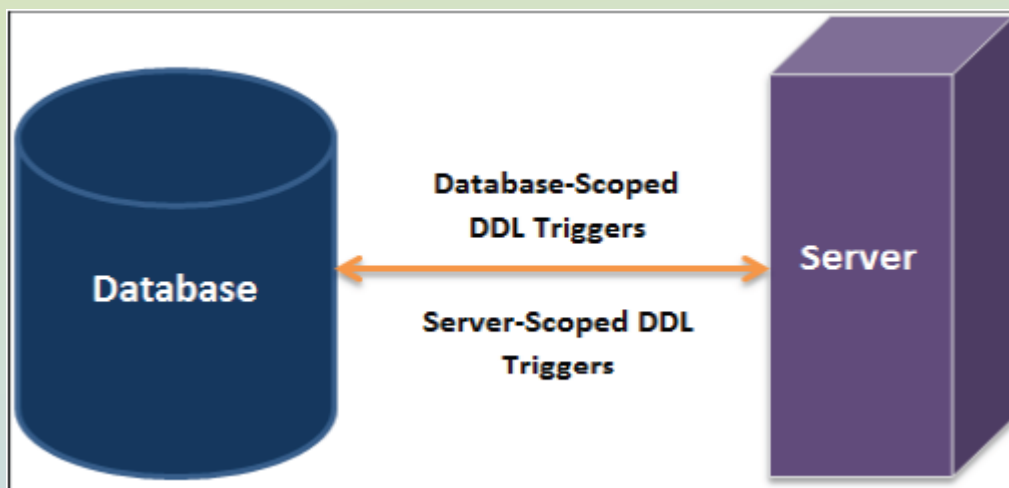 Database
Database-Scoped
DDL Triggers
Server-Scoped DDL
Triggers
Server